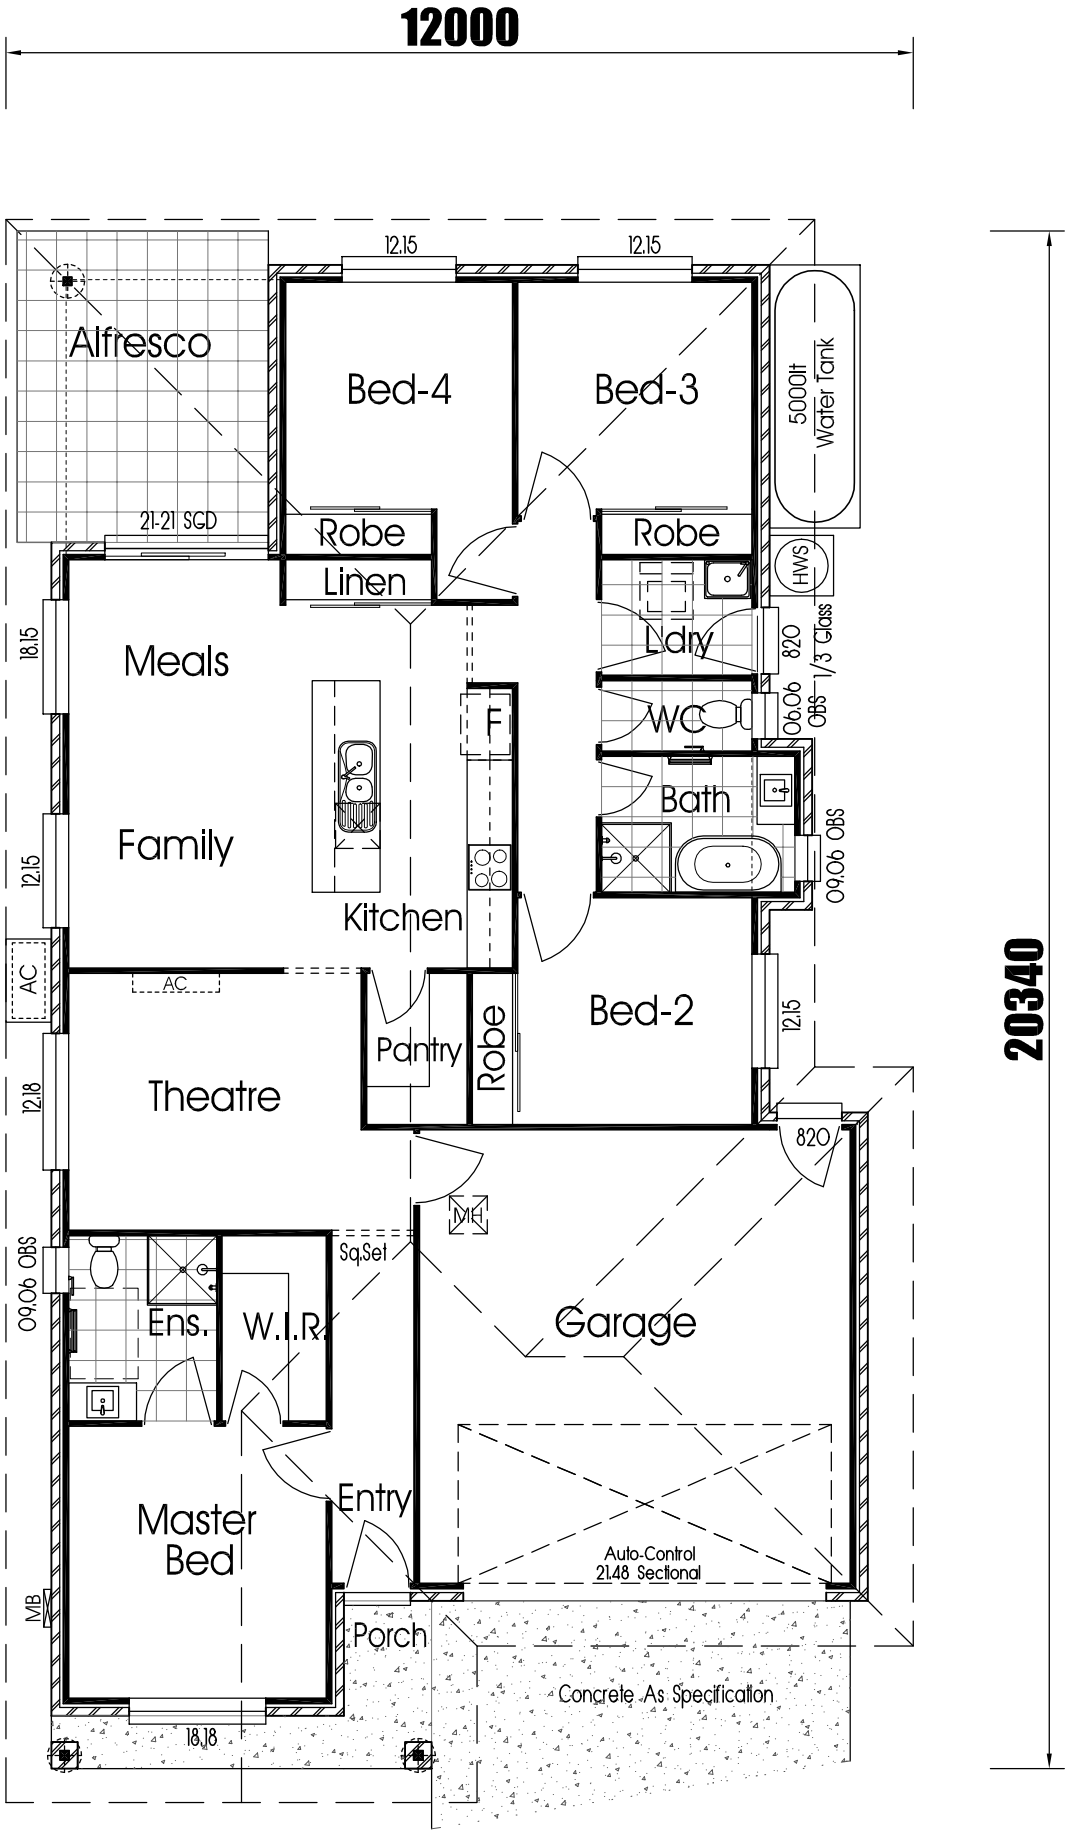 12000
12.15
12.15
Alfresco
Bed-4
Bed-3
5000lt
Water Tank
21-21 SGD
Robe
Robe
Linen
HWS
18.15
Meals
L'dry
820
1/3 Glass
F
WC
06.06
OBS
Bath
Family
12.15
09.06 OBS
Kitchen
20340
AC
AC
Bed-2
12.15
Robe
Pantry
12.18
Theatre
820
MH
09.06 OBS
Sq.Set
Ens.
W.I.R.
Garage
Entry
Master
Bed
Auto-Control
21.48 Sectional
MB
Porch
Concrete As Specification
18.18